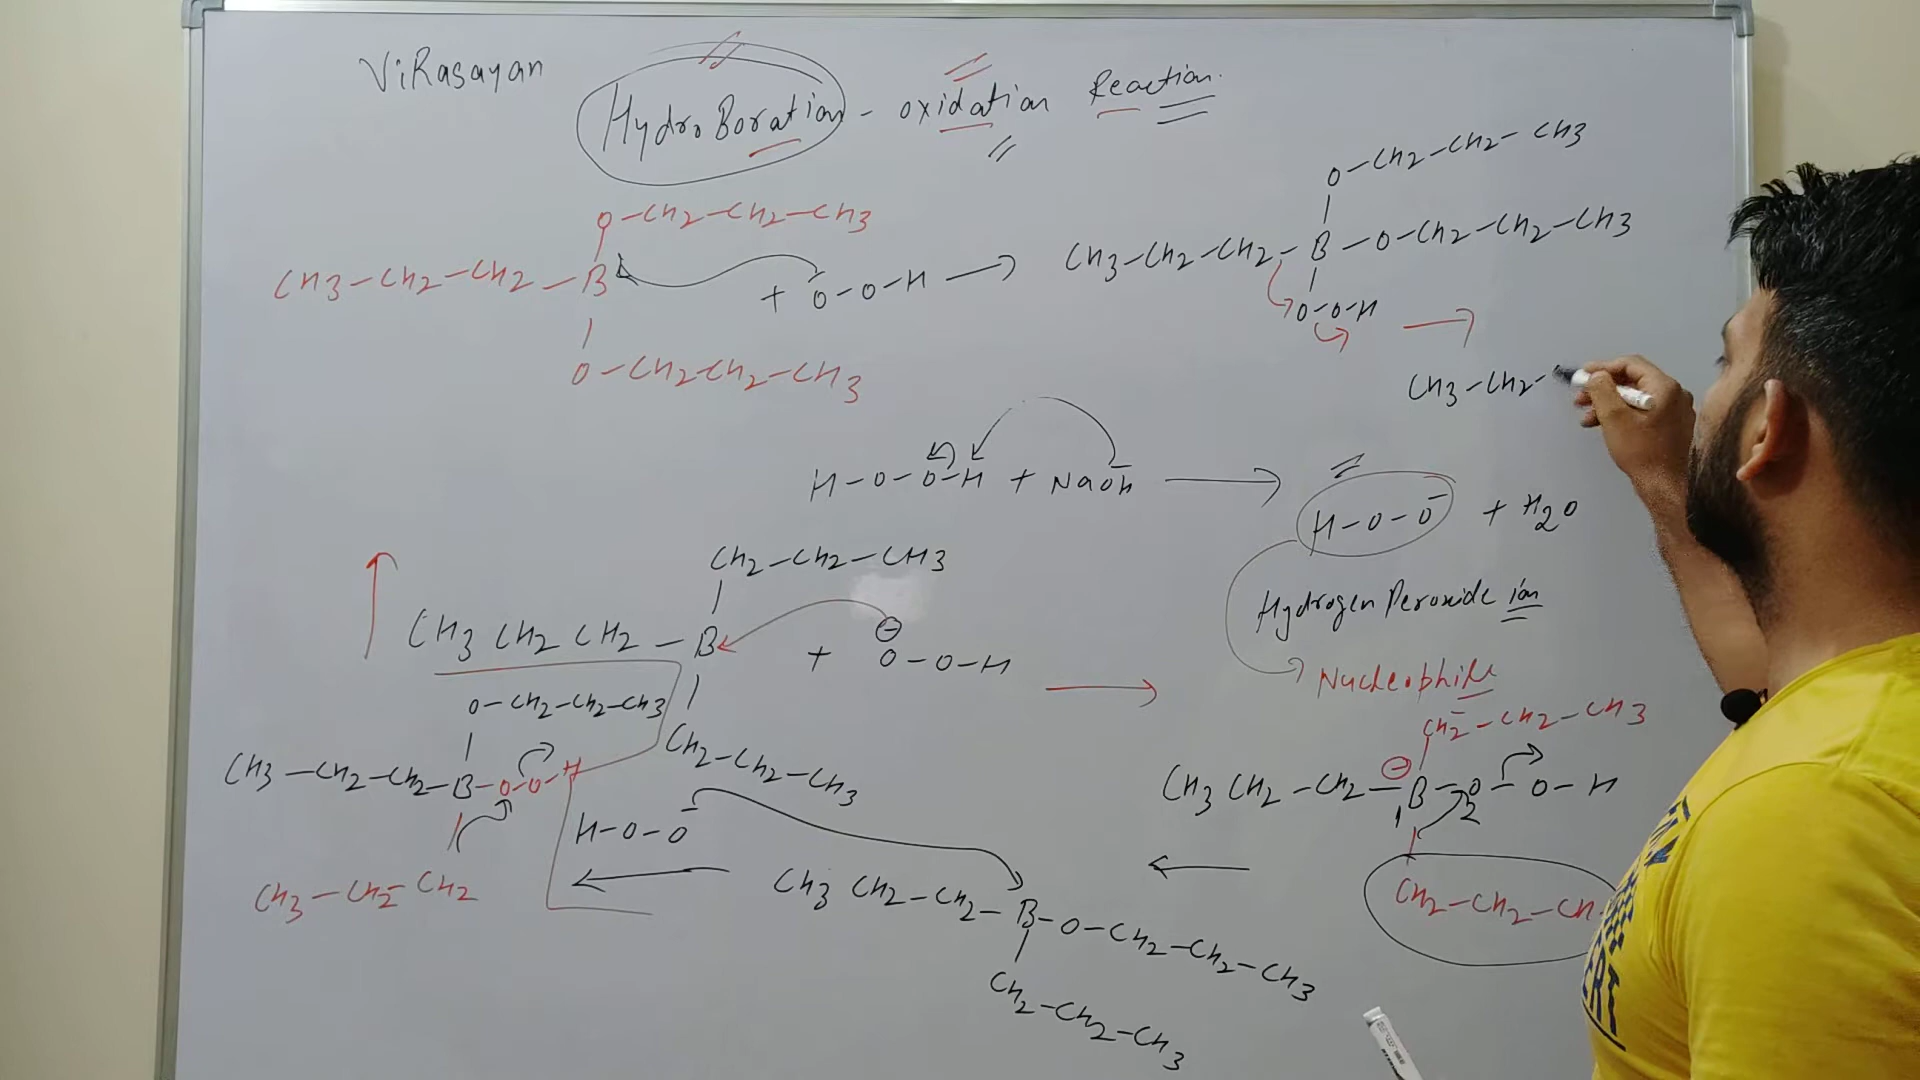 ViRasayan
HydroBoration - oxidation Reaction.
O-CH2-CH2-CH3
CH3-CH2-CH2-B
O-CH2-CH2-CH3
+ O-O-H →
O-CH2-CH2-CH3
CH3-CH2-CH2-B-O-CH2-CH2-CH3
O-O-H →
CH3-CH2-
H-O-O-H + NaOH → H-O-O⁻ + H2O
Hydrogen Peroxide ion
Nucleophile
CH2-CH2-CH3
CH3 CH2 CH2-B + O-O-H →
CH2-CH2-CH3
CH2-CH2-CH3
CH3 CH2-CH2-B-O-O-H
CH2-CH2-CH
←
CH3 CH2-CH2-B-O-CH2-CH2-CH3
CH2-CH2-CH3
H-O-O⁻
←
O-CH2-CH2-CH3
CH3-CH2-CH2-B-O-O-H
CH3-CH2-CH2